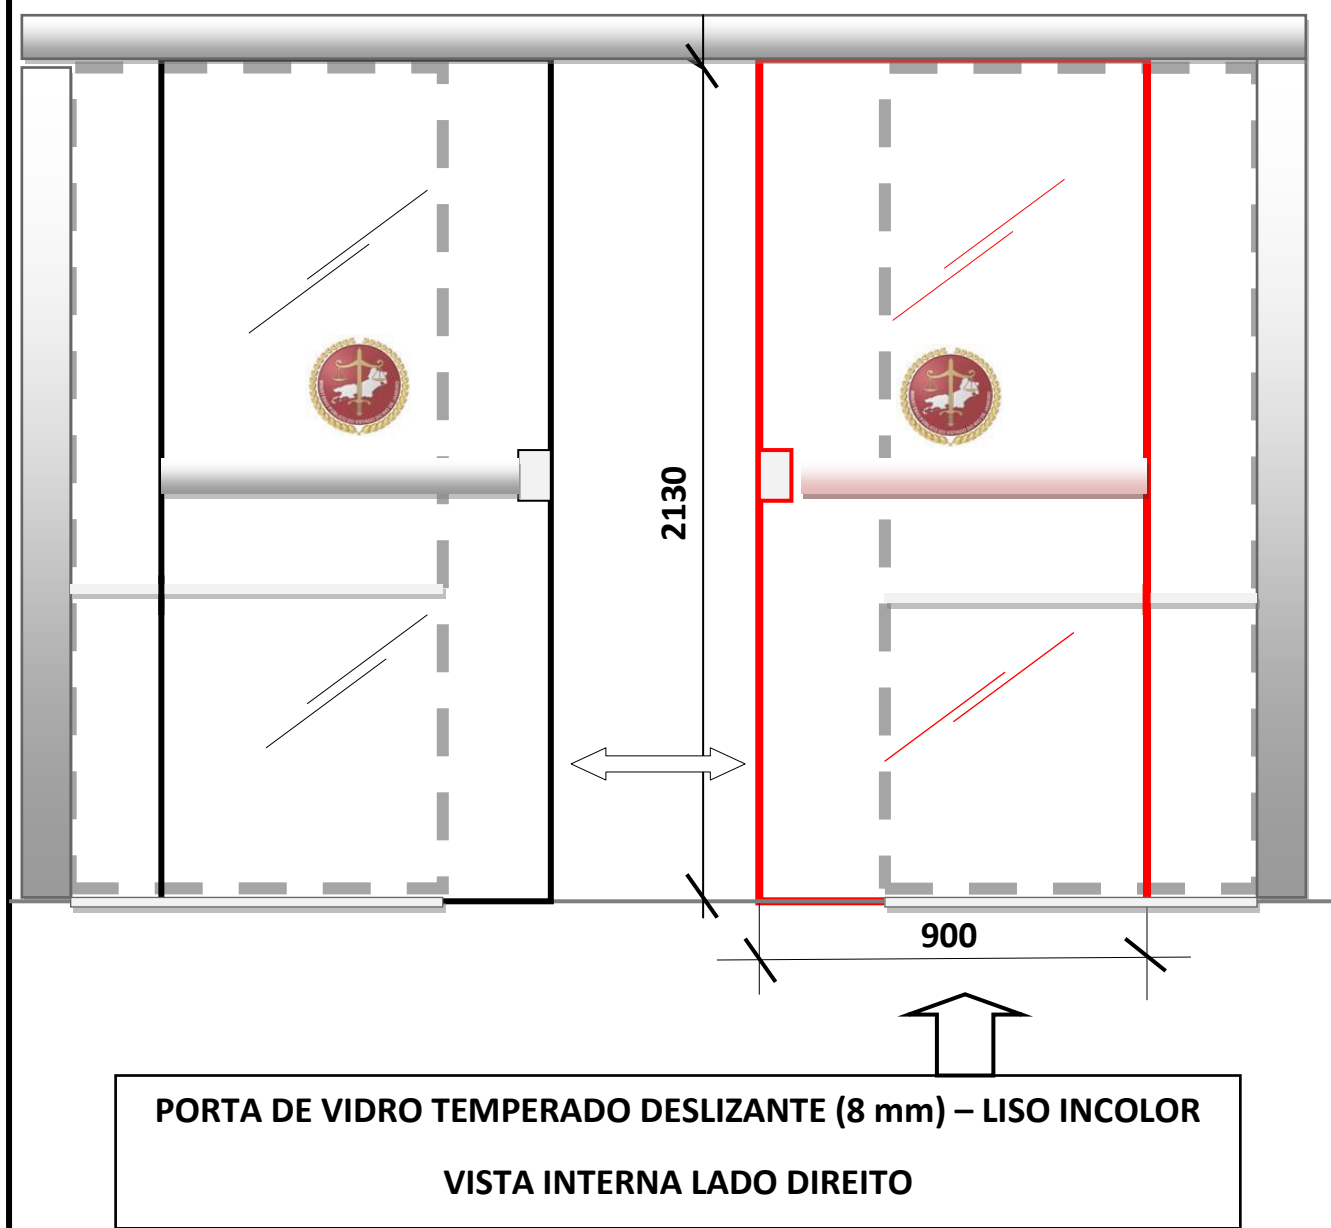 2130
900
PORTA DE VIDRO TEMPERADO DESLIZANTE (8 mm) – LISO INCOLOR
VISTA INTERNA LADO DIREITO